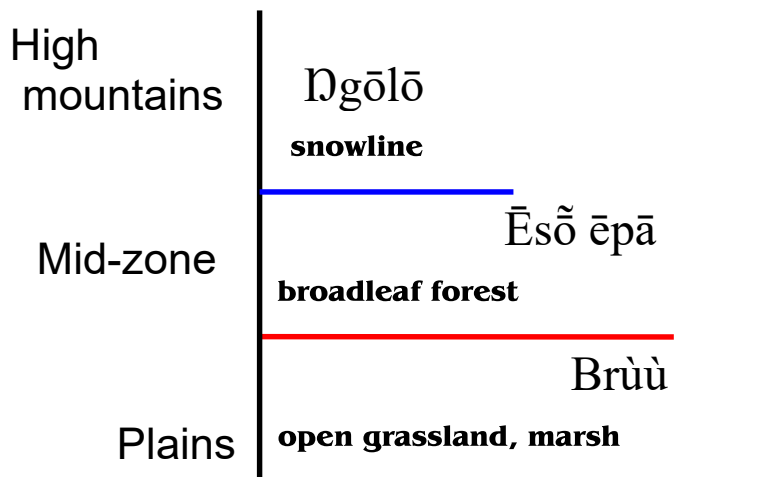 High
mountains
Ŋgōlō
snowline
Ēsȭ ēpā
Mid-zone
broadleaf forest
Brùù
Plains
open grassland, marsh